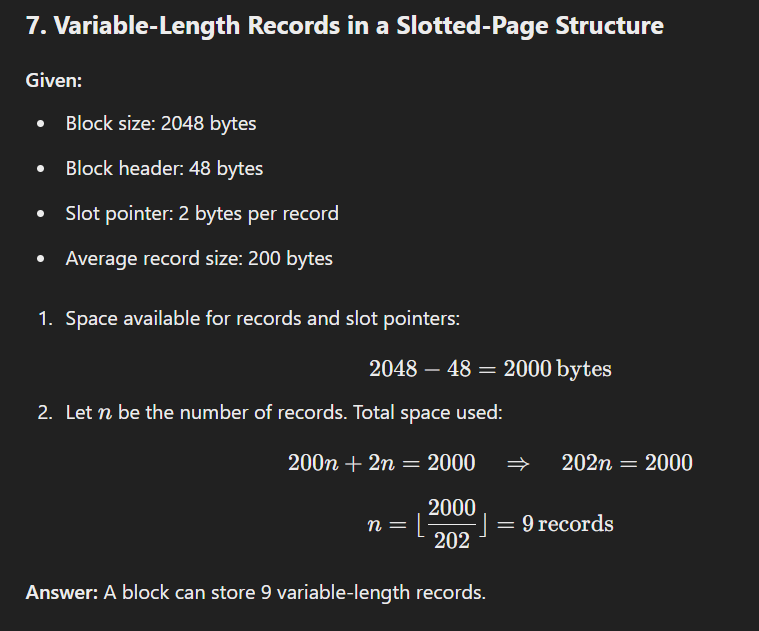 7. Variable-Length Records in a Slotted-Page Structure
Given:
• Block size: 2048 bytes
• Block header: 48 bytes
• Slot pointer: 2 bytes per record
• Average record size: 200 bytes
1. Space available for records and slot pointers:
2048 − 48 = 2000 bytes
2. Let n be the number of records. Total space used:
200n + 2n = 2000 ⇒ 202n = 2000
n = ⌊2000/202⌋ = 9 records
Answer: A block can store 9 variable-length records.